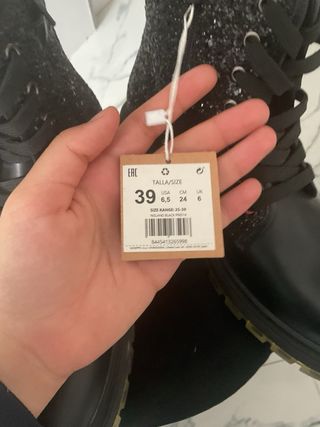 EAC
TALLA/SIZE
39 USA 6,5 CM 24 UK 6
SIZE RANGE: 35-39
8445413265998